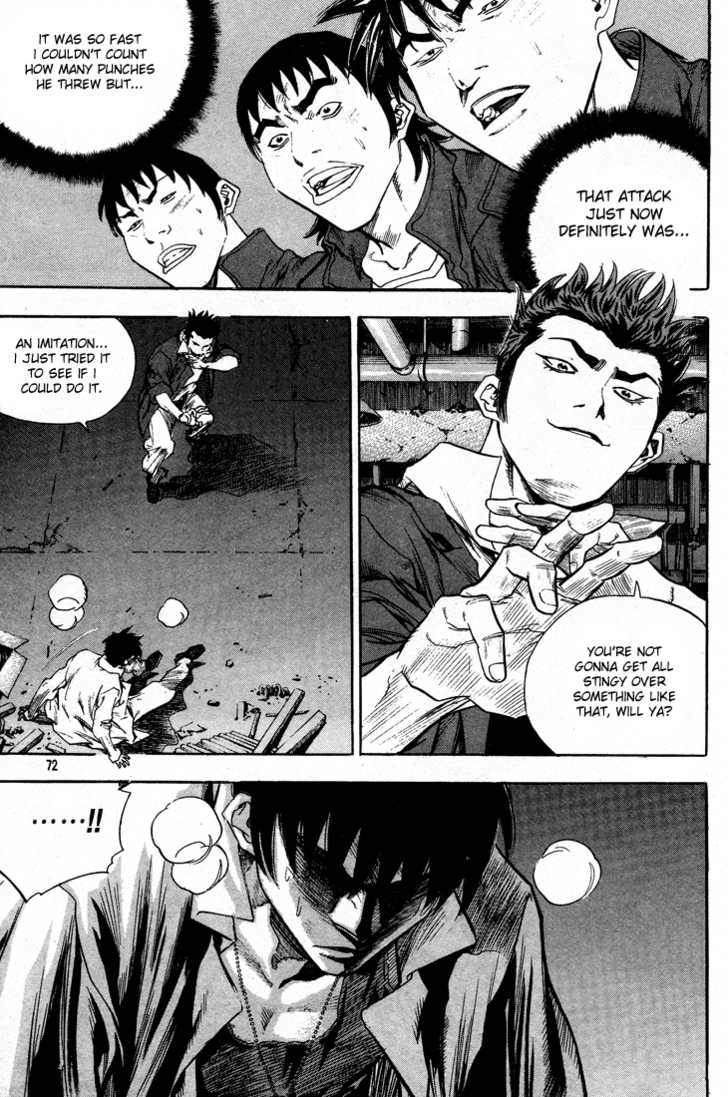 IT WAS SO FAST
I COULDN'T COUNT
HOW MANY PUNCHES
HE THREW BUT...
THAT ATTACK
JUST NOW
DEFINITELY WAS...
AN IMITATION...
I JUST TRIED IT
TO SEE IF I
COULD DO IT.
YOU'RE NOT
GONNA GET ALL
STINGY OVER
SOMETHING LIKE
THAT, WILL YA?
72
......!!